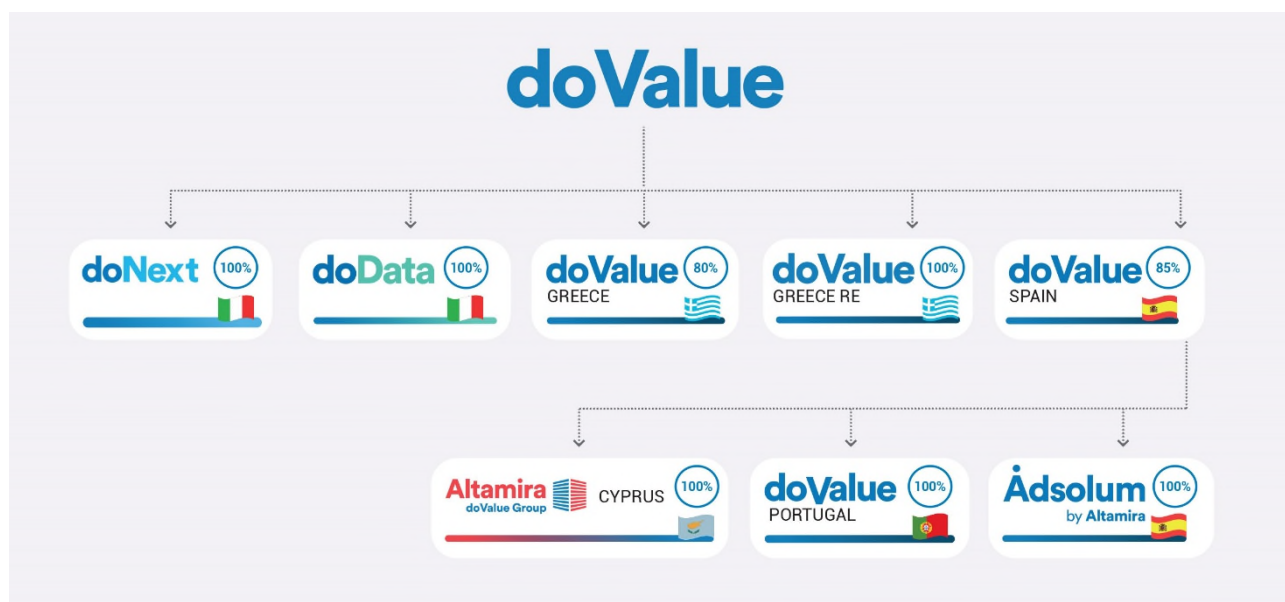 doValue
doNext 100%
doData 100%
doValue 80%
GREECE
doValue 100%
GREECE RE
doValue 85%
SPAIN
Altamira
doValue Group
CYPRUS 100%
doValue 100%
PORTUGAL
Ådsolum 100%
by Altamira